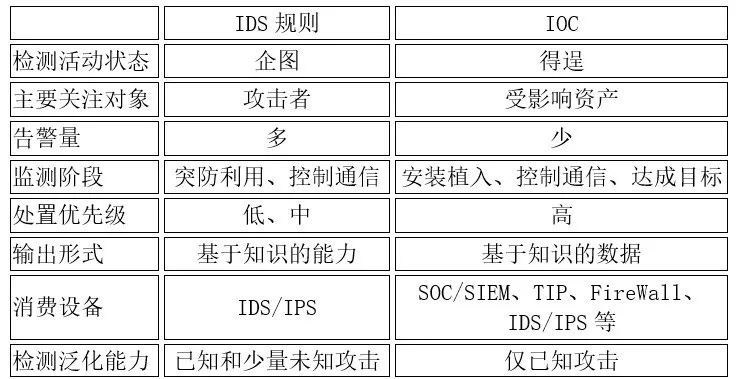 IDS 规则 IOC
检测活动状态 企图 得逞
主要关注对象 攻击者 受影响资产
告警量 多 少
监测阶段 突防利用、控制通信 安装植入、控制通信、达成目标
处置优先级 低、中 高
输出形式 基于知识的能力 基于知识的数据
消费设备 IDS/IPS SOC/SIEM、TIP、FireWall、
IDS/IPS 等
检测泛化能力 已知和少量未知攻击 仅已知攻击